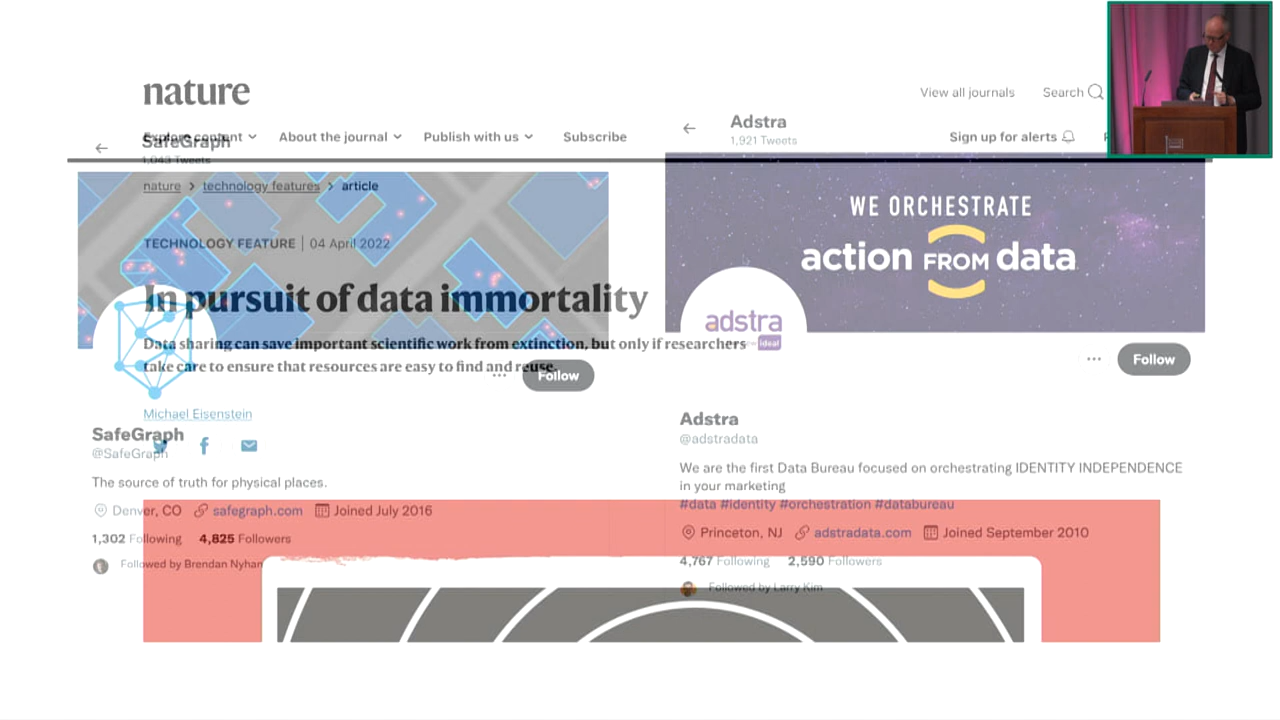 nature
View all journals
Search
Explore content
About the journal
Publish with us
Subscribe
Sign up for alerts
nature > technology features > article
TECHNOLOGY FEATURE | 04 April 2022
In pursuit of data immortality
Data sharing can save important scientific work from extinction, but only if researchers
take care to ensure that resources are easy to find and reuse.
Michael Eisenstein
SafeGraph
1,043 Tweets
Follow
SafeGraph
@SafeGraph
The source of truth for physical places.
Denver, CO safegraph.com Joined July 2016
1,302 Following 4,825 Followers
Followed by Brendan Nyhan
Adstra
1,921 Tweets
WE ORCHESTRATE
action FROM data
adstra
ideal
Follow
Adstra
@adstradata
We are the first Data Bureau focused on orchestrating IDENTITY INDEPENDENCE
in your marketing
#data #identity #orchestration #databureau
Princeton, NJ adstradata.com Joined September 2010
4,767 Following 2,590 Followers
Followed by Larry Kim